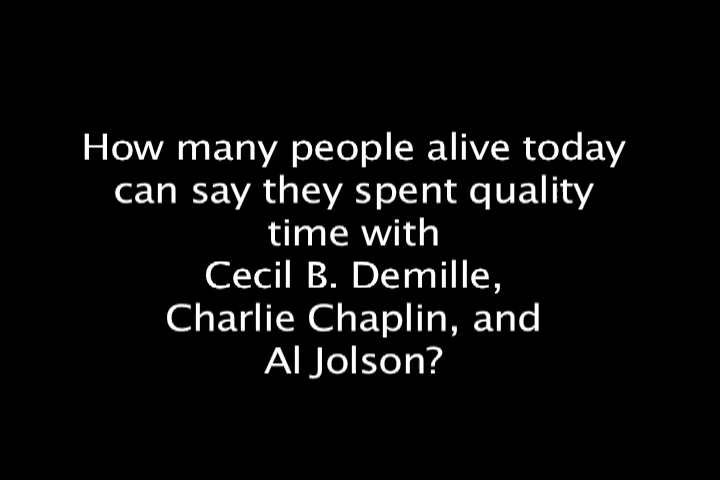 How many people alive today
can say they spent quality
time with
Cecil B. Demille,
Charlie Chaplin, and
Al Jolson?